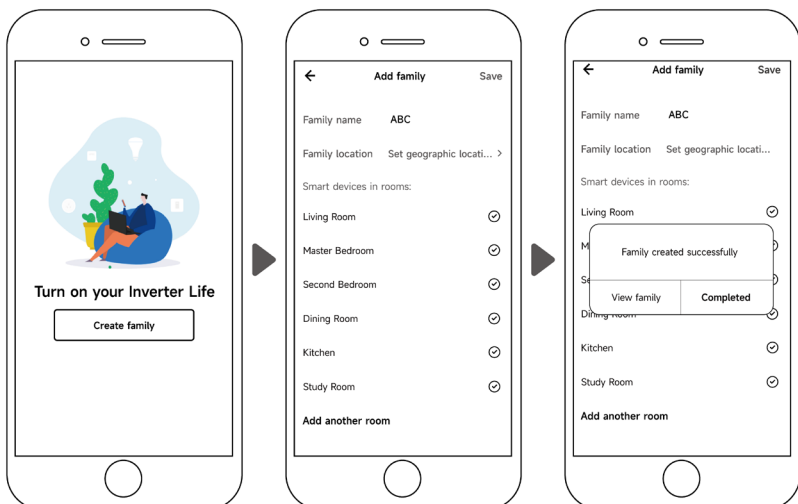 Turn on your Inverter Life
Create family
Add family
Save
Family name
ABC
Family location
Set geographic locati...
Smart devices in rooms:
Living Room
Master Bedroom
Second Bedroom
Dining Room
Kitchen
Study Room
Add another room
Add family
Save
Family name
ABC
Family location
Set geographic locati...
Smart devices in rooms:
Living Room
M
Family created successfully
Se
View family
Completed
Dining Room
Kitchen
Study Room
Add another room